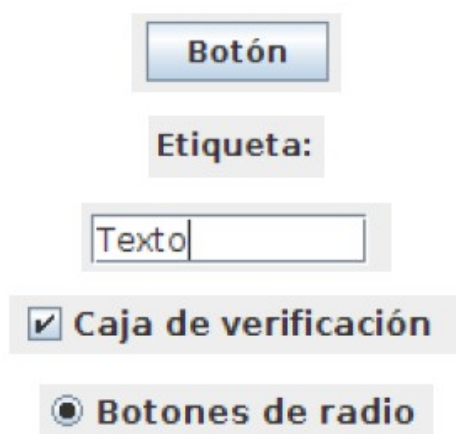 Botón
Etiqueta:
Texto
Caja de verificación
Botones de radio